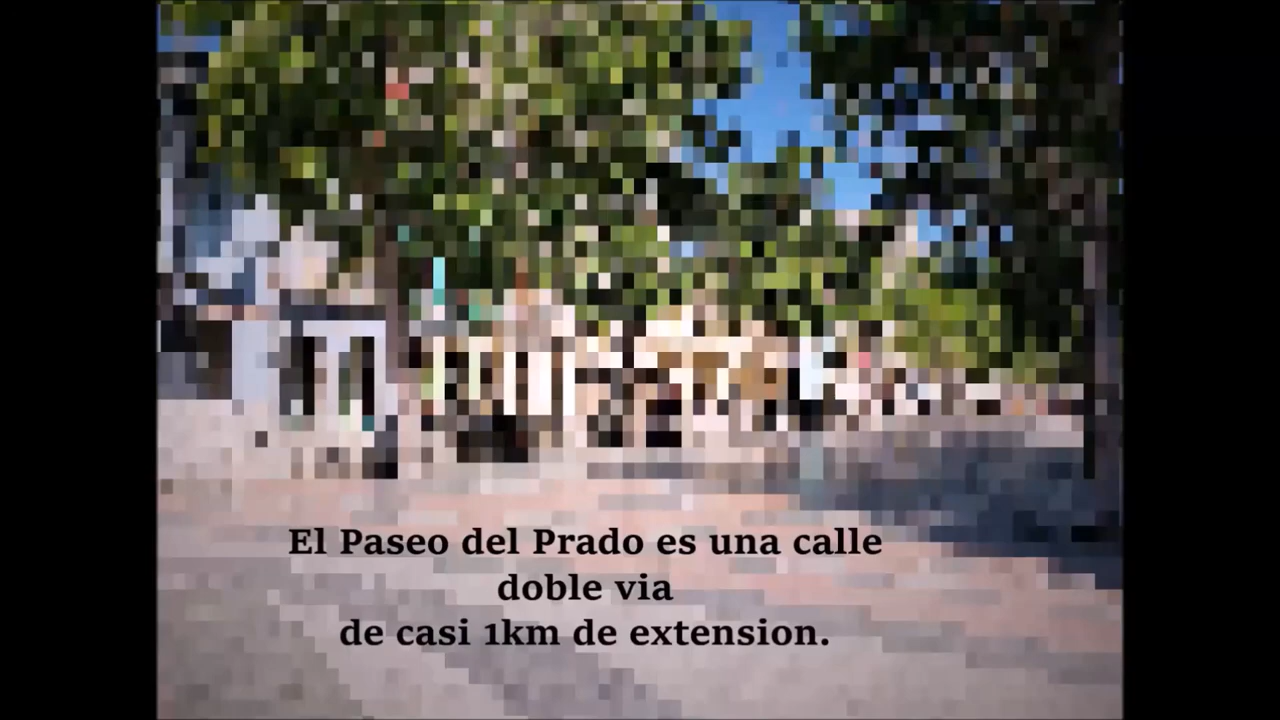 El Paseo del Prado es una calle
doble via
de casi 1km de extension.